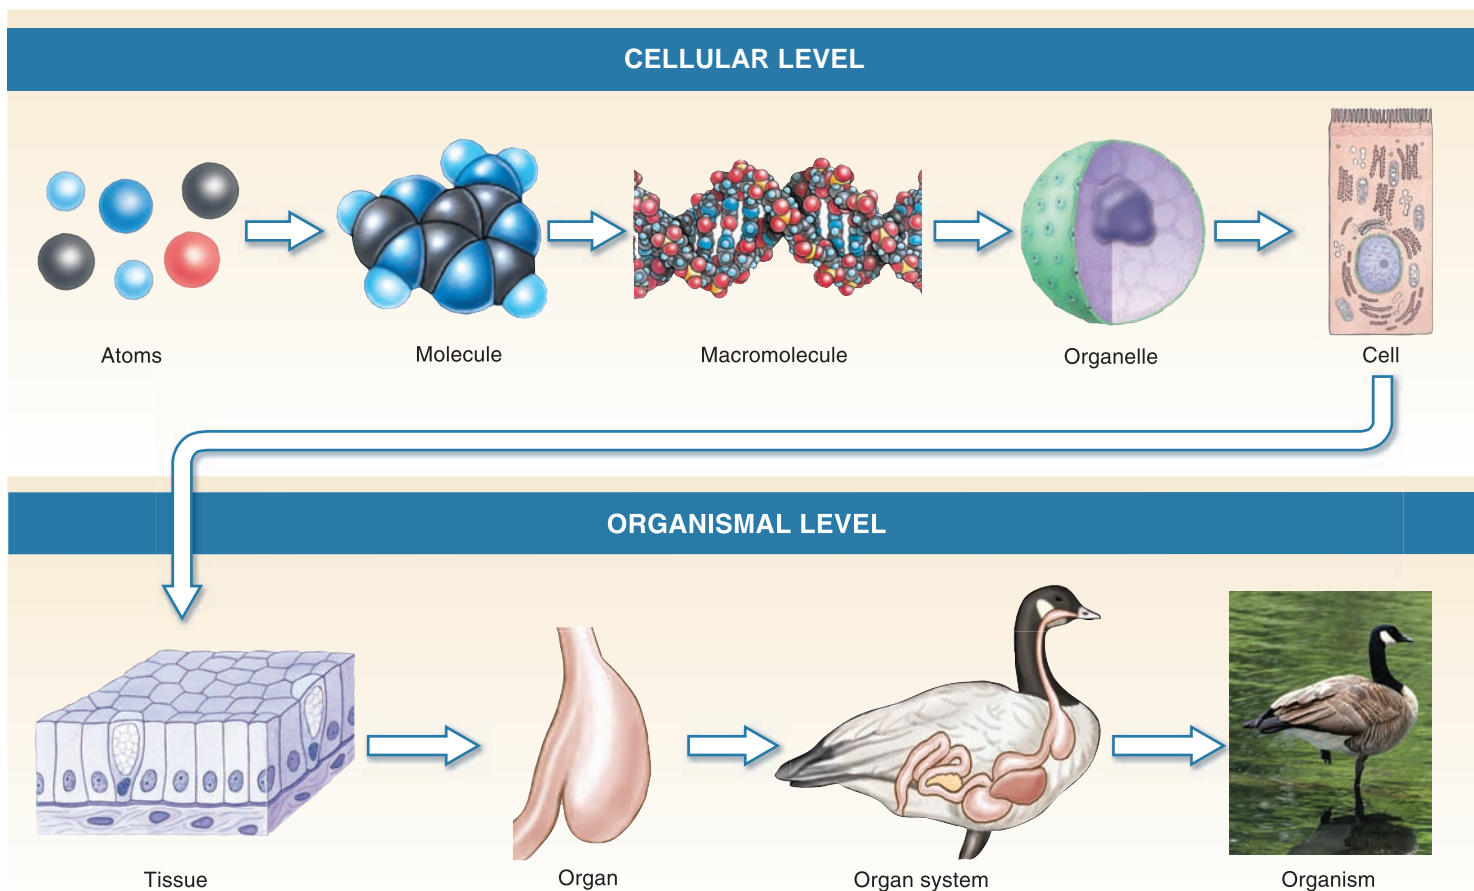 CELLULAR LEVEL
Atoms
Molecule
Macromolecule
Organelle
Cell
ORGANISMAL LEVEL
Tissue
Organ
Organ system
Organism